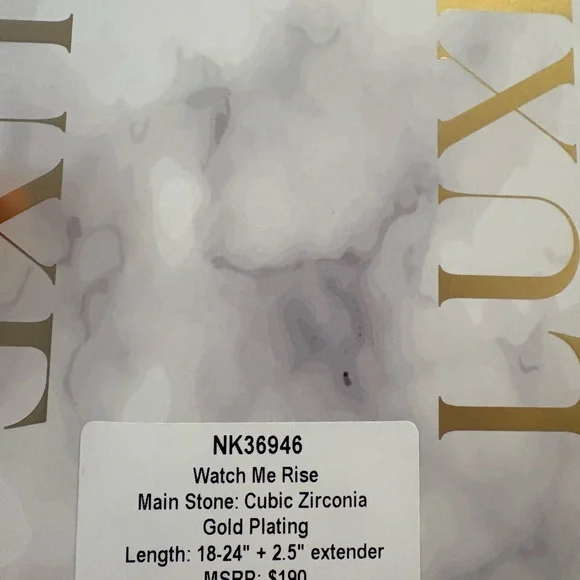 LUX
LUX
NK36946
Watch Me Rise
Main Stone: Cubic Zirconia
Gold Plating
Length: 18-24" + 2.5" extender
MSRP: $190